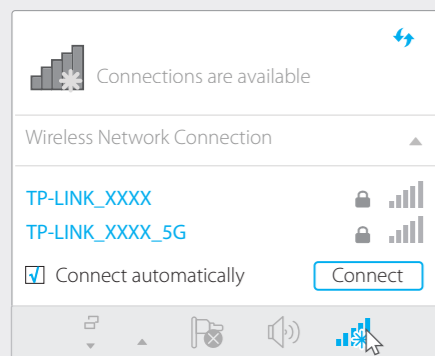 Connections are available
Wireless Network Connection
TP-LINK_XXXX
TP-LINK_XXXX_5G
Connect automatically
Connect